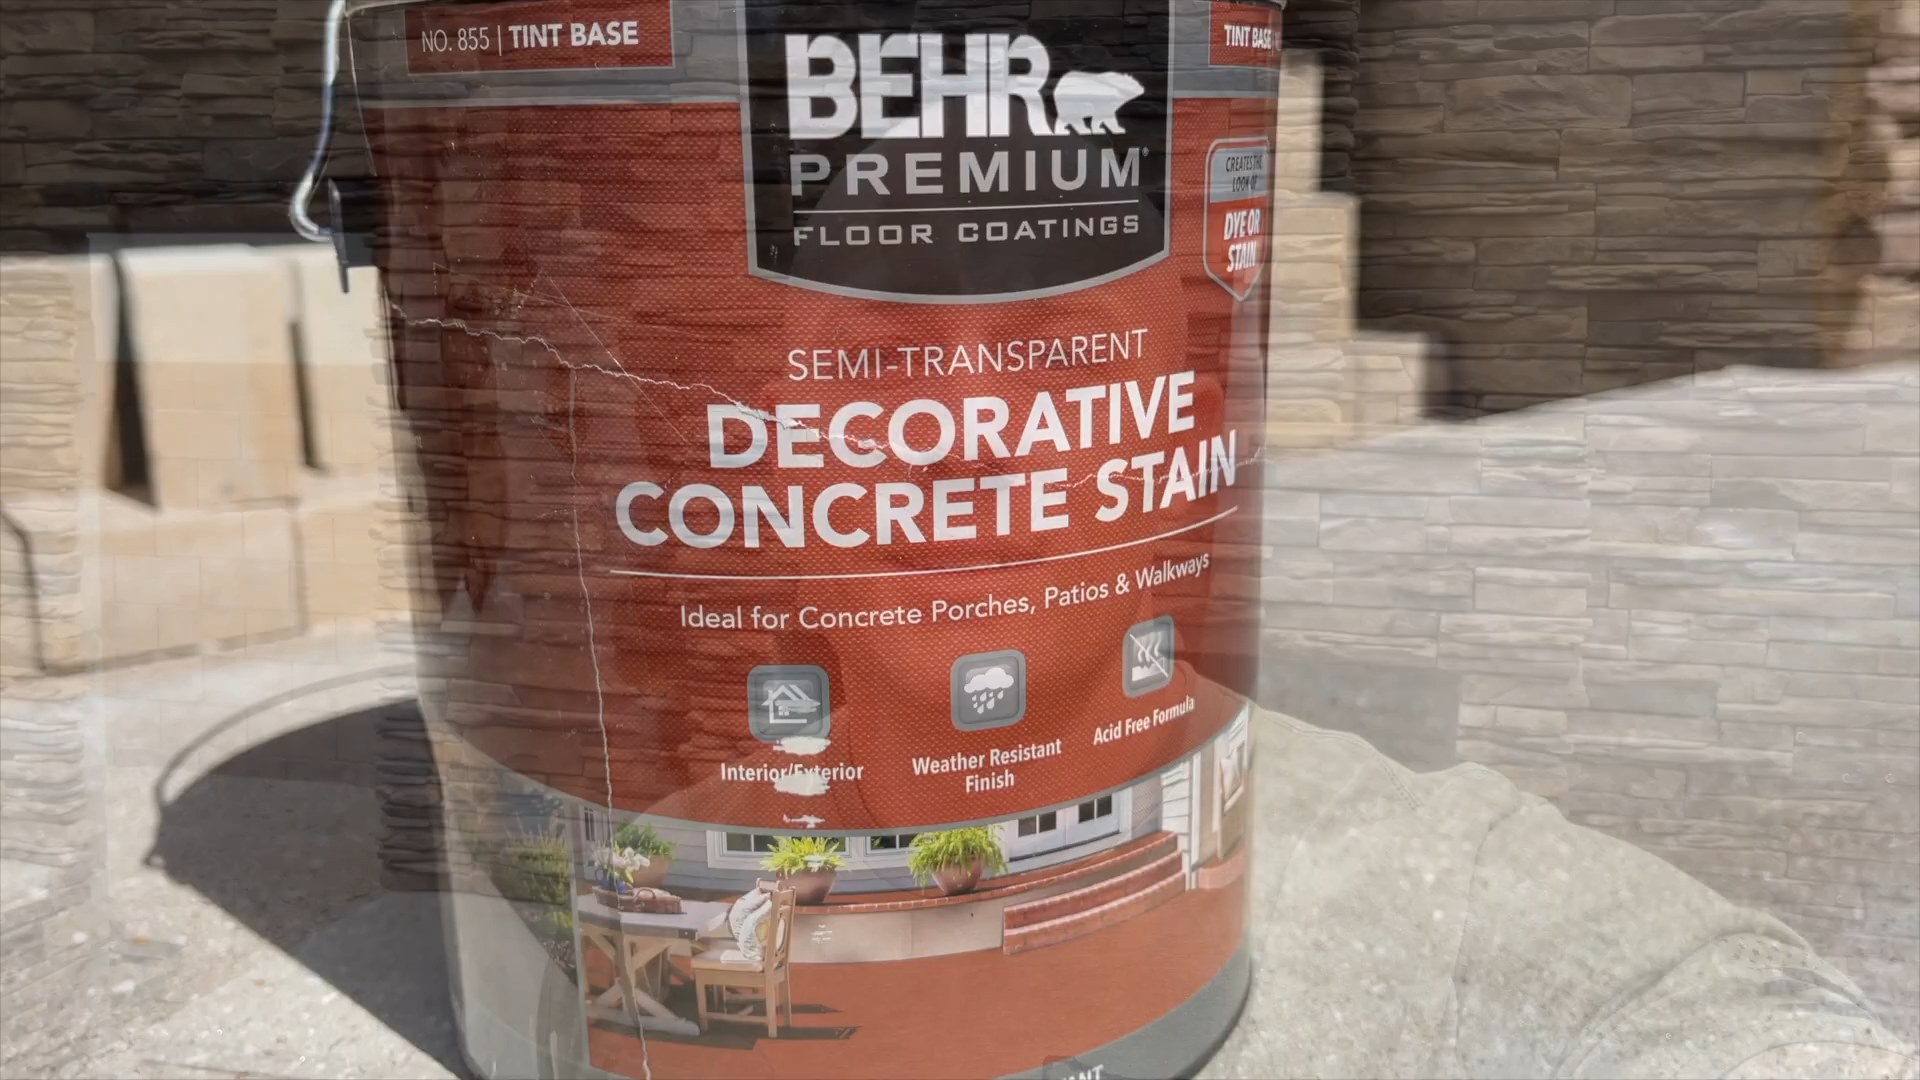 NO. 855 | TINT BASE
TINT BASE
BEHR
PREMIUM®
FLOOR COATINGS
CREATES THE
LOOK OF
DYE OR
STAIN
SEMI-TRANSPARENT
DECORATIVE
CONCRETE STAIN
Ideal for Concrete Porches, Patios & Walkways
Interior/Exterior
Weather Resistant
Finish
Acid Free Formula